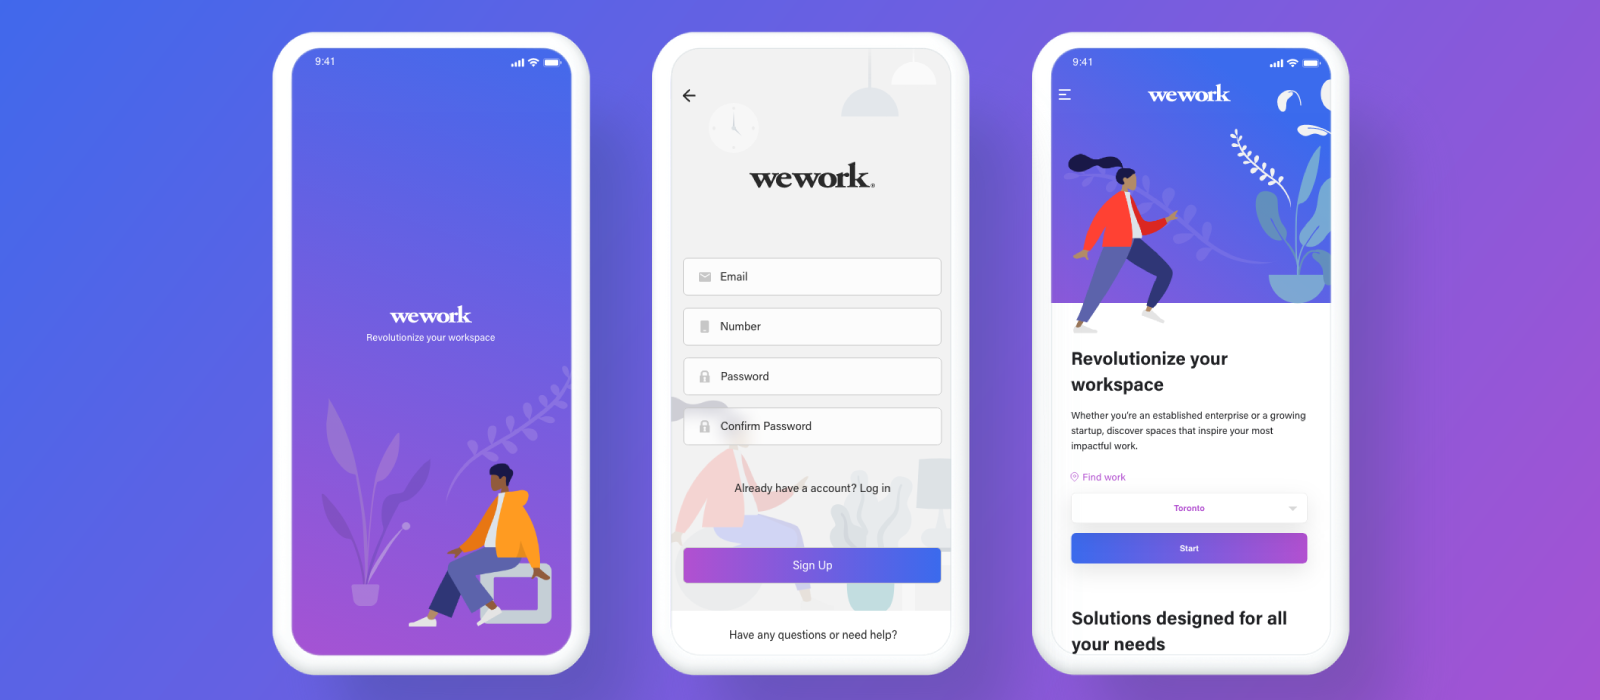 9:41
wework
Revolutionize your workspace
wework
Email
Number
Password
Confirm Password
Already have a account? Log in
Sign Up
Have any questions or need help?
9:41
wework
Revolutionize your
workspace
Whether you're an established enterprise or a growing
startup, discover spaces that inspire your most
impactful work.
Find work
Toronto
Start
Solutions designed for all
your needs